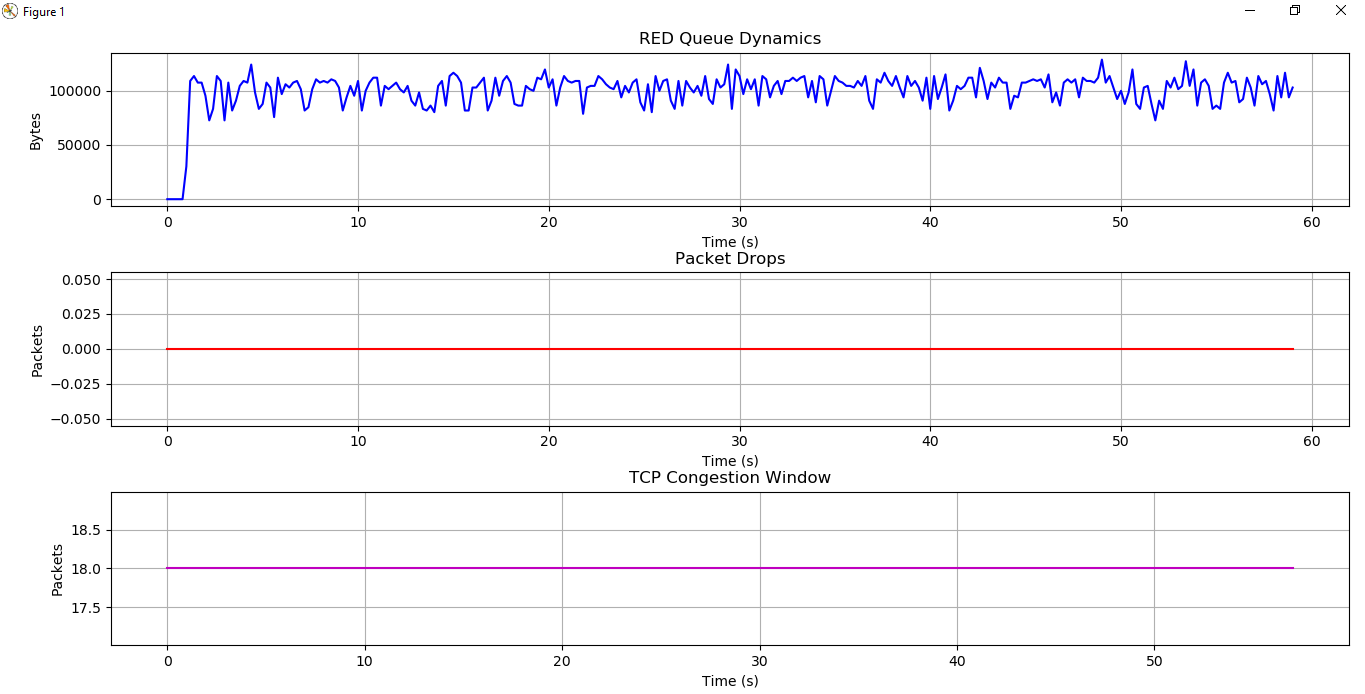 Figure 1
RED Queue Dynamics
Bytes
100000
50000
0
0 10 20 30 40 50 60
Time (s)
Packet Drops
Packets
0.050
0.025
0.000
−0.025
−0.050
0 10 20 30 40 50 60
Time (s)
TCP Congestion Window
Packets
18.5
18.0
17.5
0 10 20 30 40 50
Time (s)